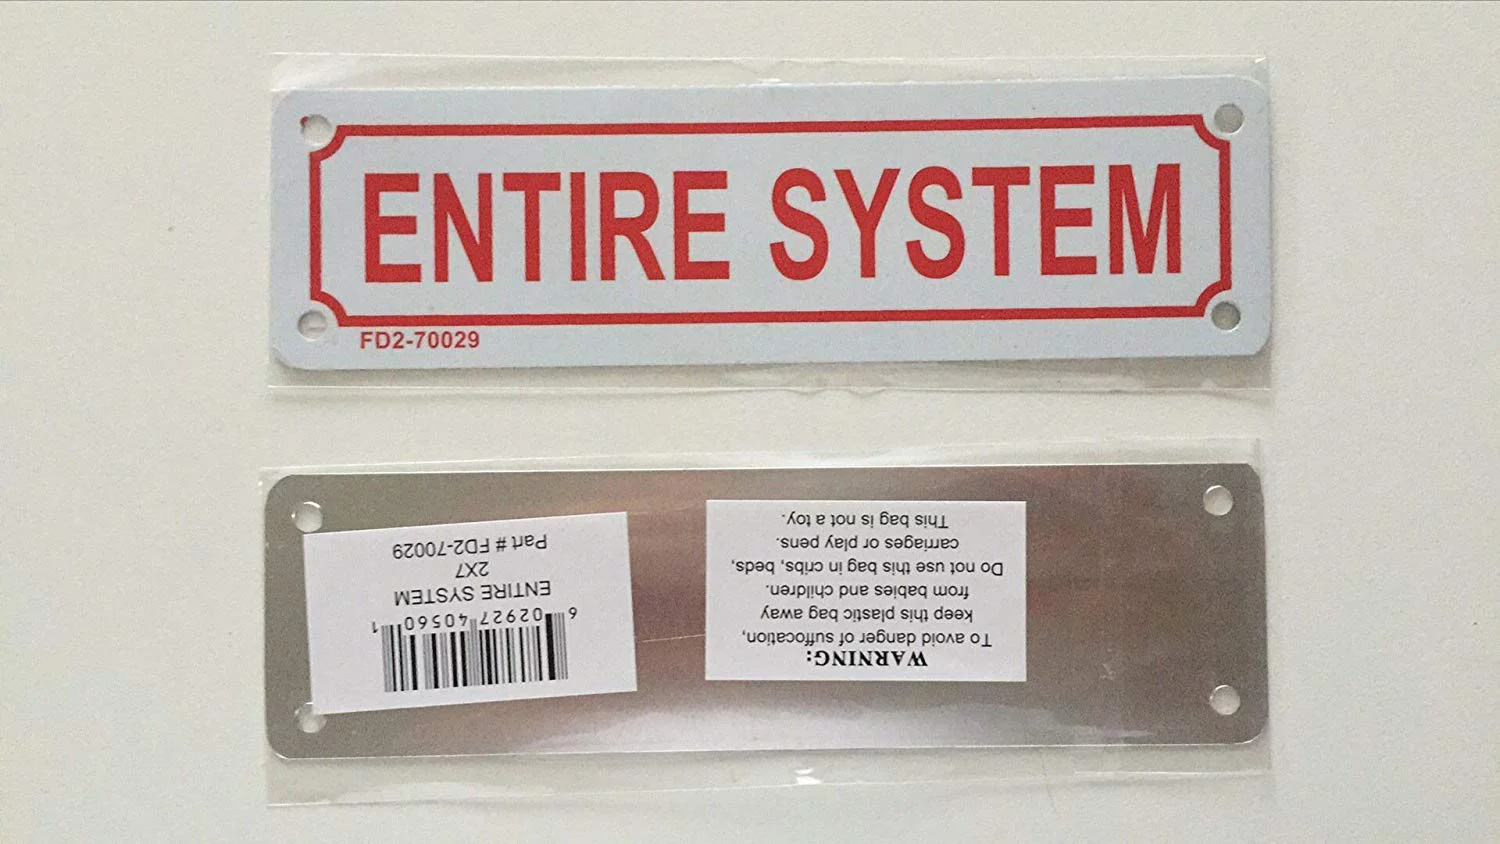 ENTIRE SYSTEM
FD2-70029
6 02927 40560 1
ENTIRE SYSTEM
2X7
Part # FD2-70029
WARNING:
To avoid danger of suffocation,
keep this plastic bag away
from babies and children.
Do not use this bag in cribs, beds,
carriages or play pens.
This bag is not a toy.